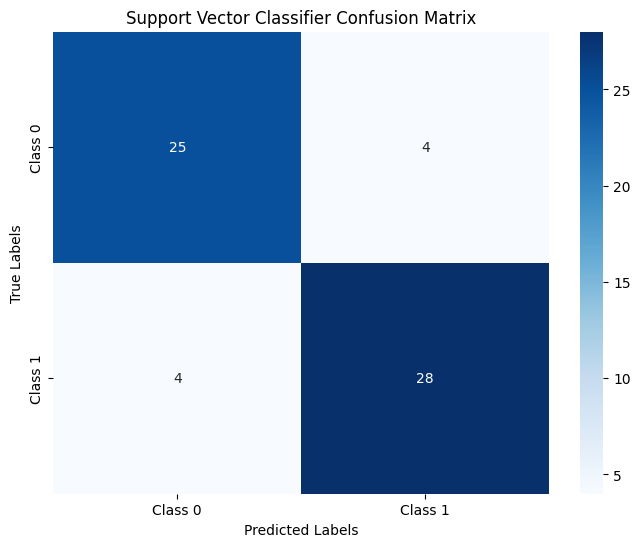 Support Vector Classifier Confusion Matrix
True Labels
Class 0
25
4
Class 1
4
28
Class 0
Class 1
Predicted Labels
25
20
15
10
5